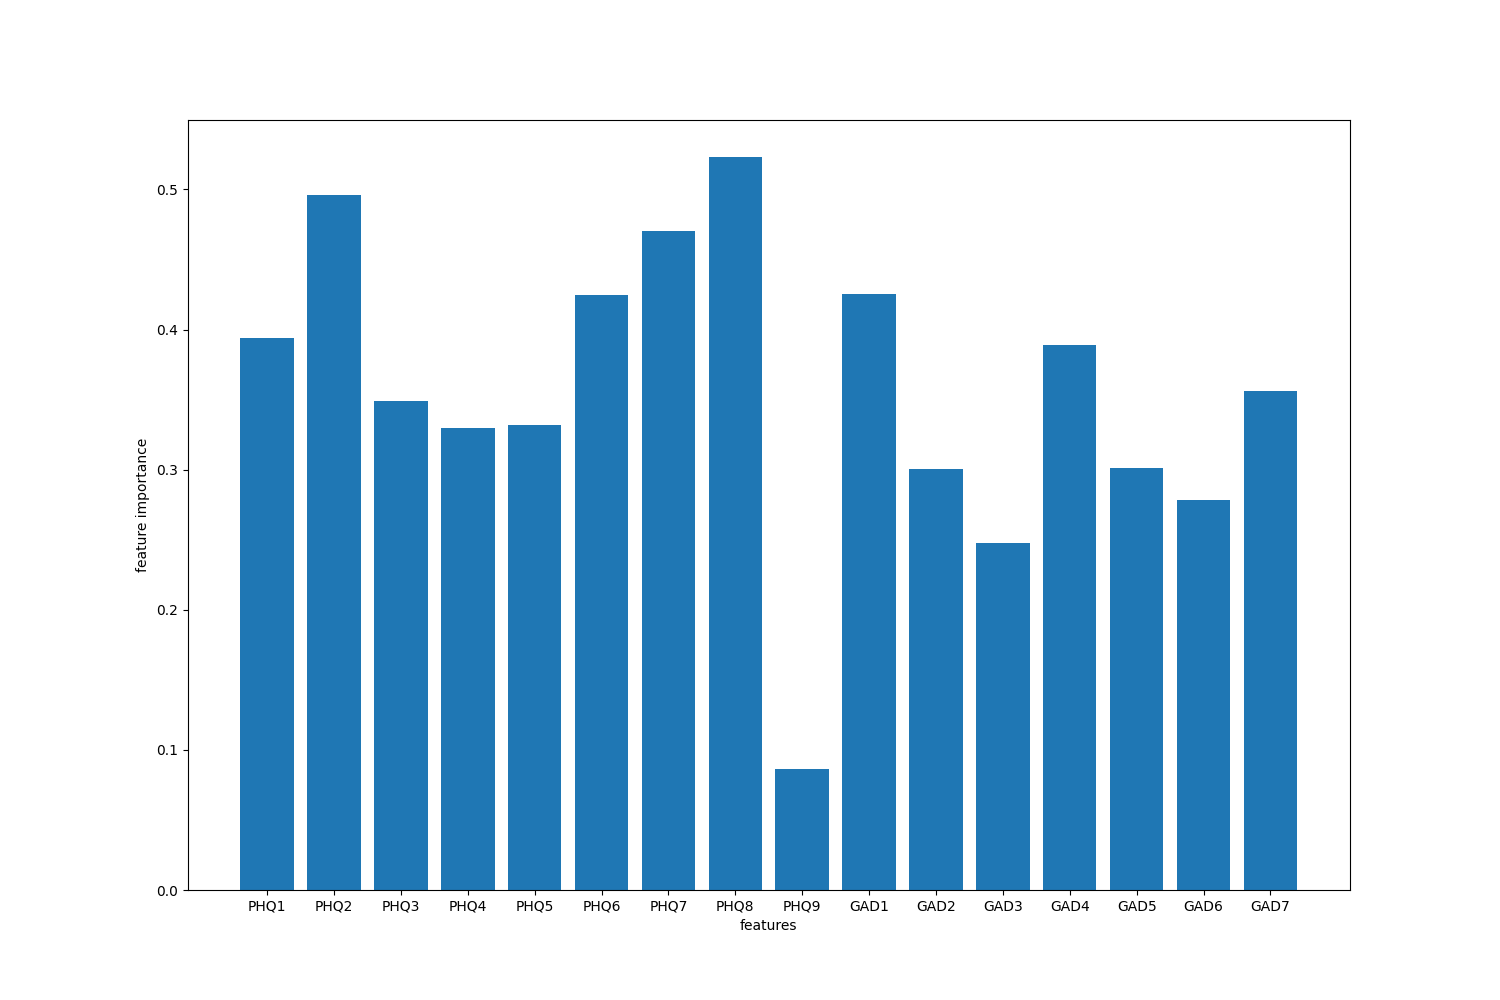 0.5
0.4
0.3
0.2
0.1
0.0
feature importance
PHQ1 PHQ2 PHQ3 PHQ4 PHQ5 PHQ6 PHQ7 PHQ8 PHQ9 GAD1 GAD2 GAD3 GAD4 GAD5 GAD6 GAD7
features